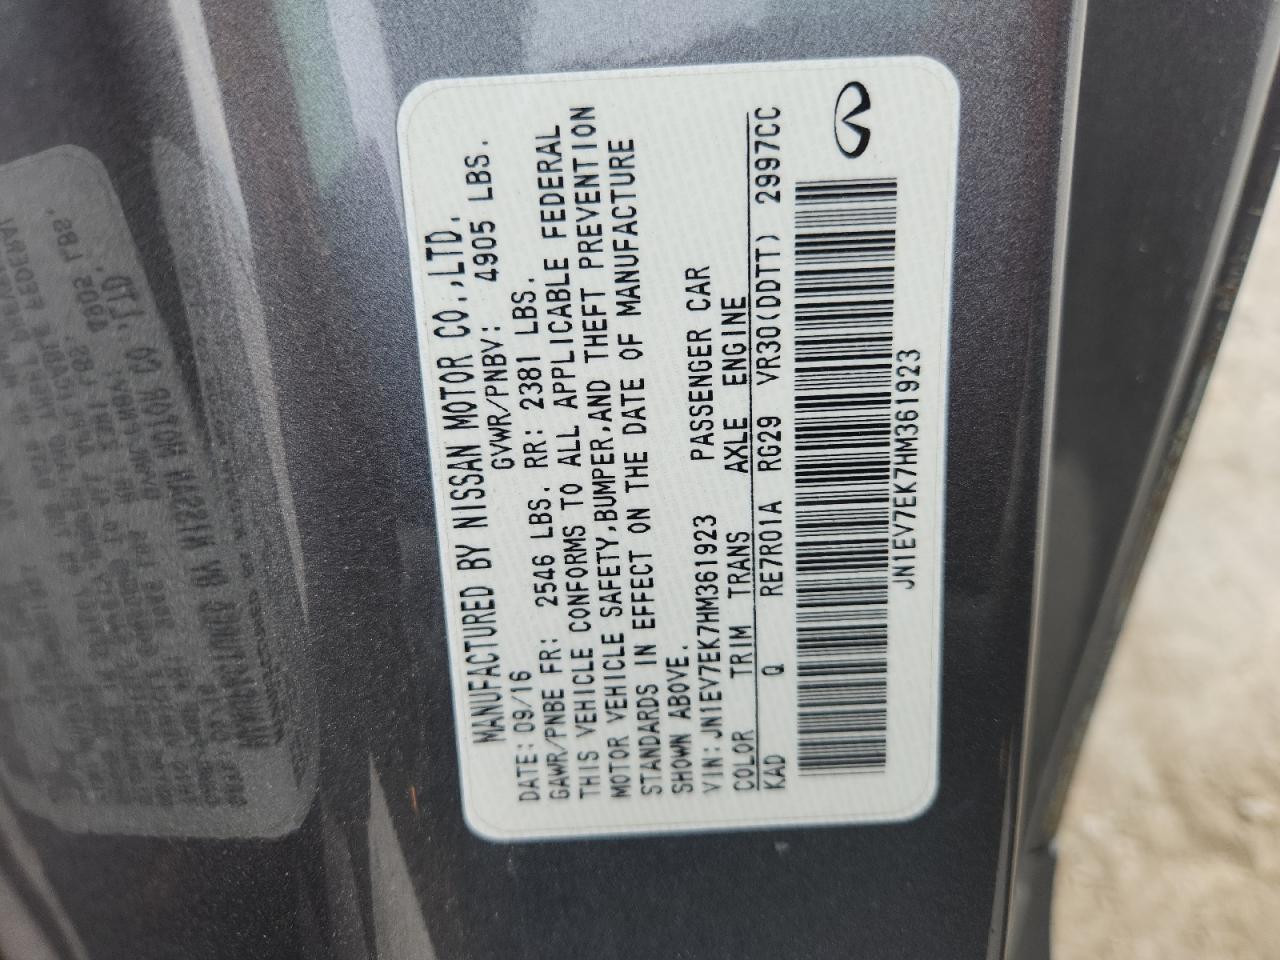 MANUFACTURED BY NISSAN MOTOR CO.,LTD.
DATE: 09/16 GVWR/PNBV: 4905 LBS.
GAWR/PNBE FR: 2546 LBS. RR: 2381 LBS.
THIS VEHICLE CONFORMS TO ALL APPLICABLE FEDERAL
MOTOR VEHICLE SAFETY,BUMPER,AND THEFT PREVENTION
STANDARDS IN EFFECT ON THE DATE OF MANUFACTURE
SHOWN ABOVE.
VIN:JN1EV7EK7HM361923 PASSENGER CAR
COLOR TRIM TRANS AXLE ENGINE
KAD Q RE7R01A RG29 VR30(DDTT) 2997CC
JN1EV7EK7HM361923